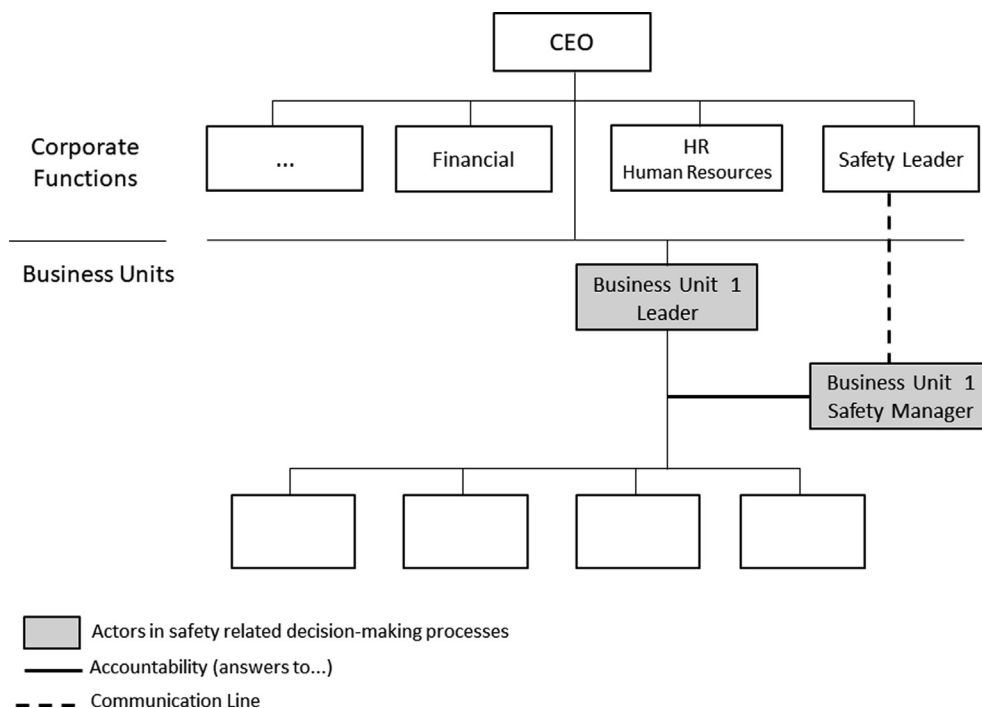 CEO
Corporate
Functions
...
Financial
HR
Human Resources
Safety Leader
Business Units
Business Unit 1
Leader
Business Unit 1
Safety Manager
Actors in safety related decision-making processes
Accountability (answers to...)
Communication Line